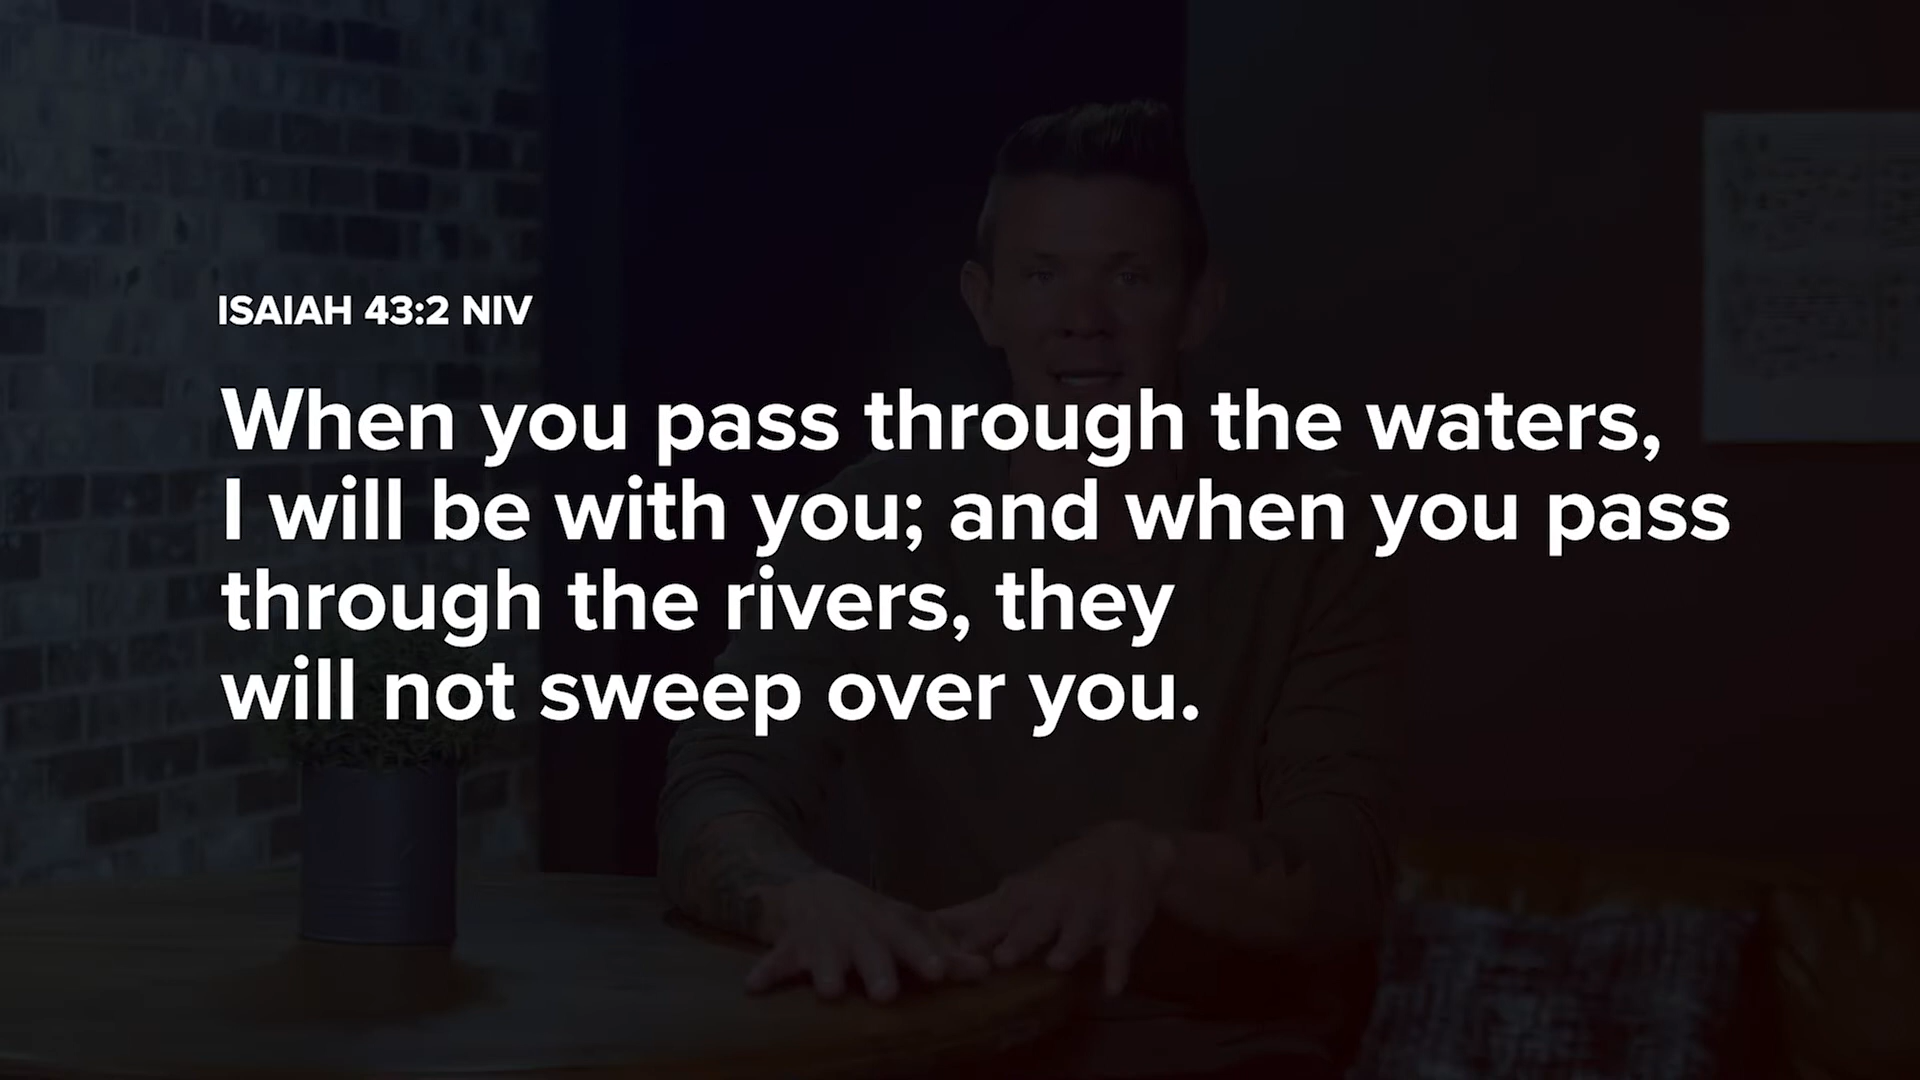 ISAIAH 43:2 NIV
When you pass through the waters,
I will be with you; and when you pass
through the rivers, they
will not sweep over you.